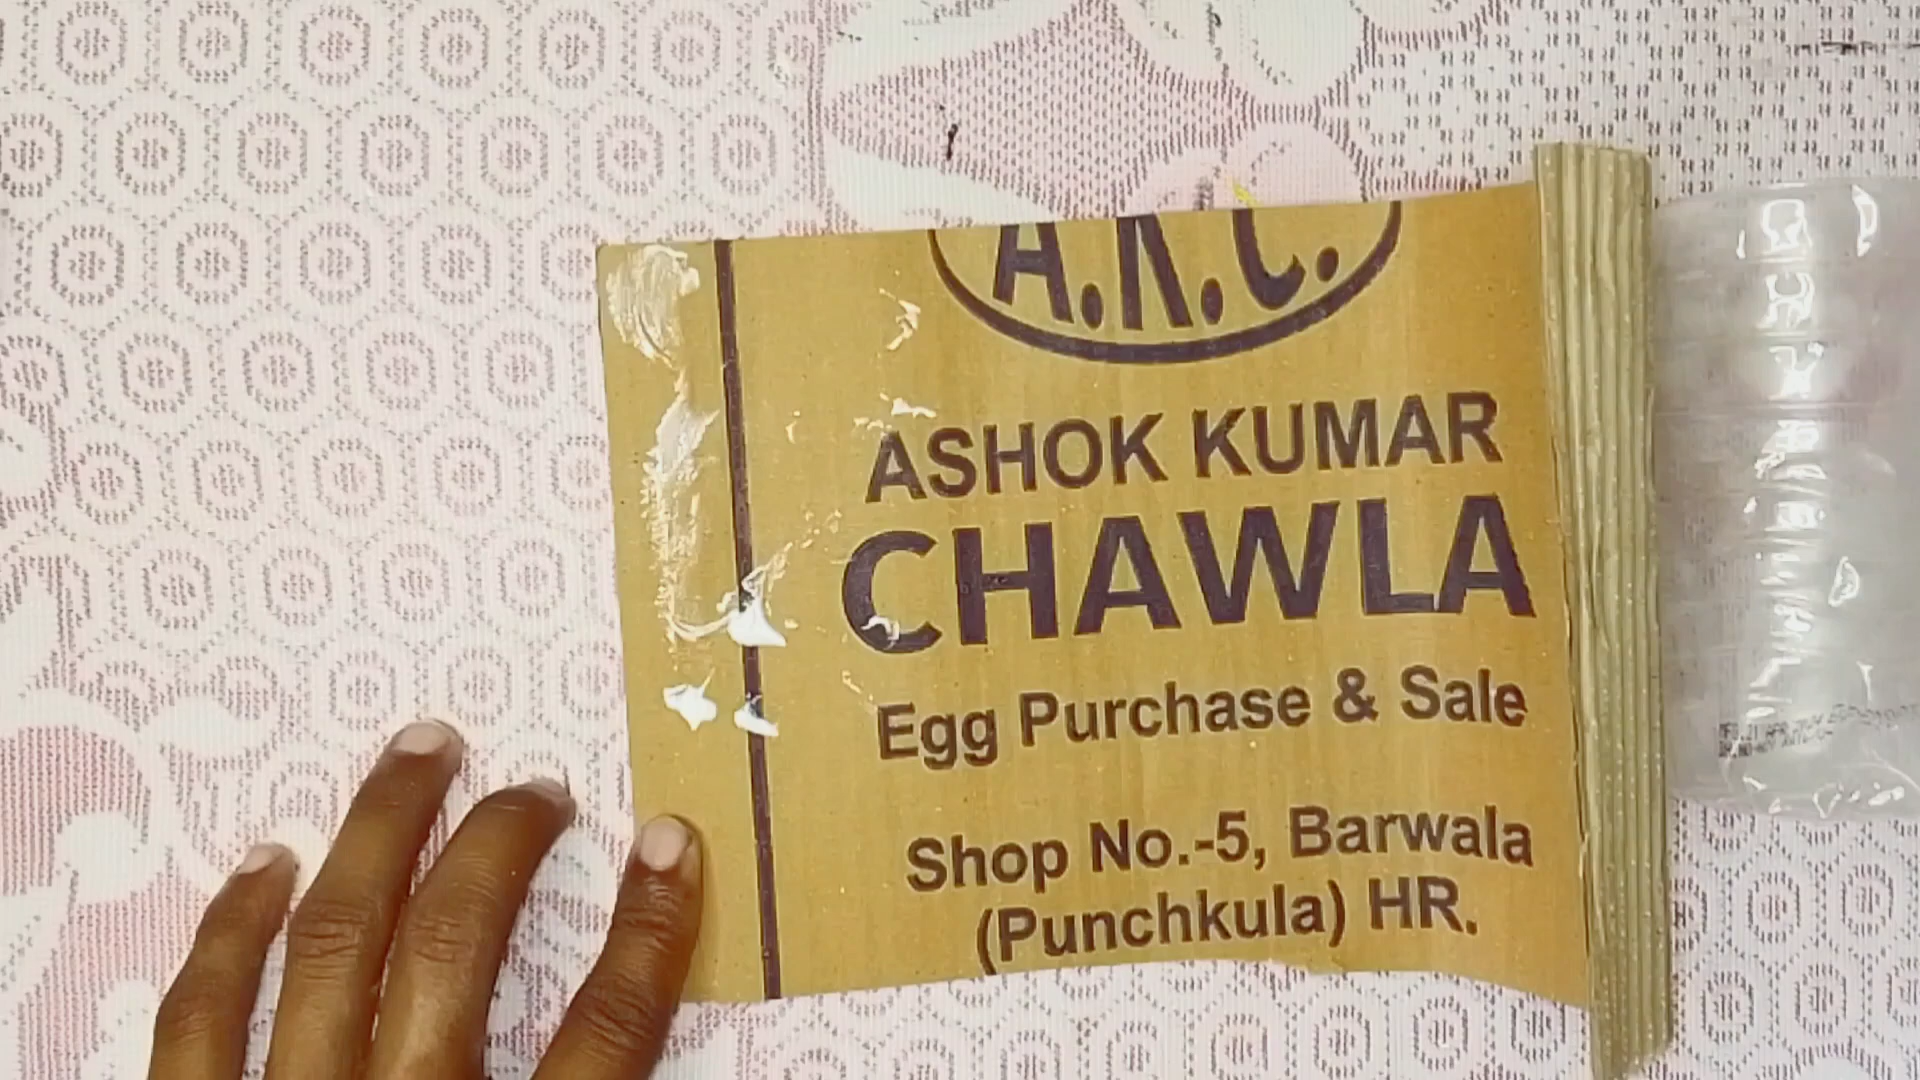 A.K.C.
ASHOK KUMAR
CHAWLA
Egg Purchase & Sale
Shop No.-5, Barwala
(Punchkula) HR.